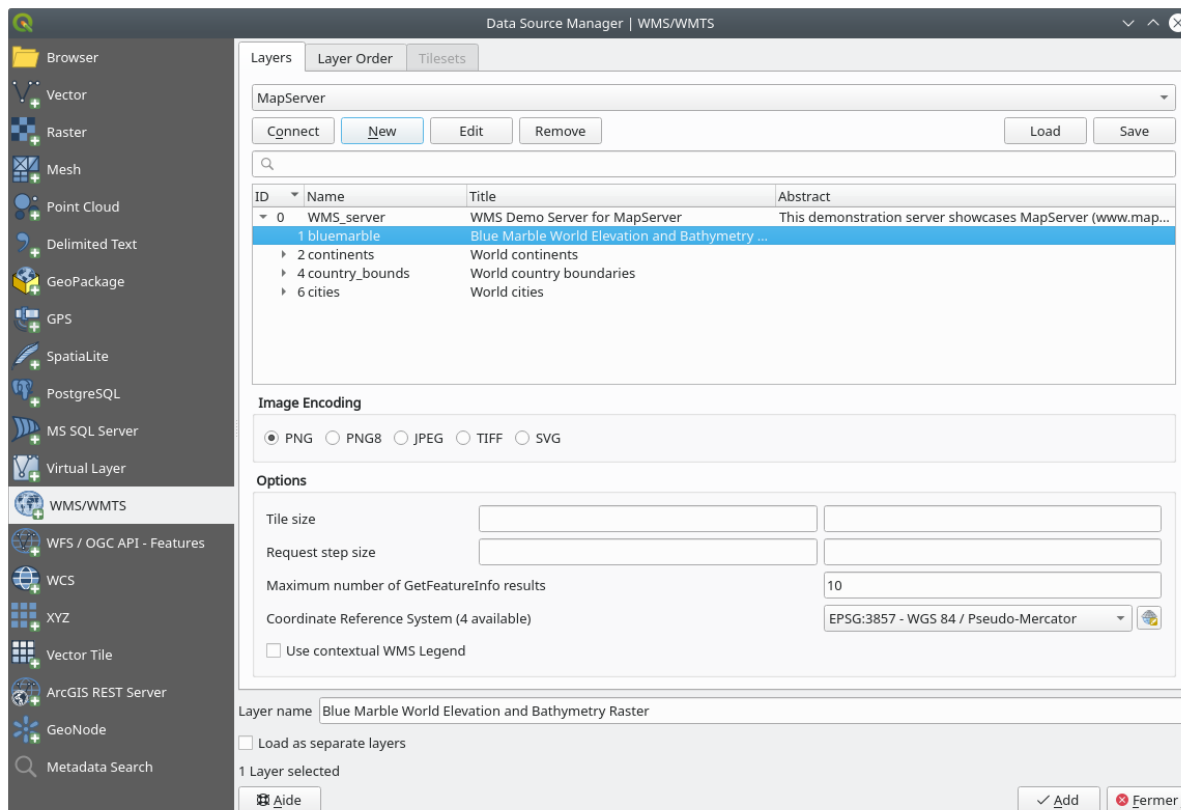 Data Source Manager | WMS/WMTS
Browser
Vector
Raster
Mesh
Point Cloud
Delimited Text
GeoPackage
GPS
SpatiaLite
PostgreSQL
MS SQL Server
Virtual Layer
WMS/WMTS
WFS / OGC API - Features
WCS
XYZ
Vector Tile
ArcGIS REST Server
GeoNode
Metadata Search
Layers Layer Order Tilesets
MapServer
Connect New Edit Remove Load Save
ID Name Title Abstract
0 WMS_server WMS Demo Server for MapServer This demonstration server showcases MapServer (www.map...
1 bluemarble Blue Marble World Elevation and Bathymetry ...
2 continents World continents
4 country_bounds World country boundaries
6 cities World cities
Image Encoding
PNG PNG8 JPEG TIFF SVG
Options
Tile size
Request step size
Maximum number of GetFeatureInfo results 10
Coordinate Reference System (4 available) EPSG:3857 - WGS 84 / Pseudo-Mercator
Use contextual WMS Legend
Layer name Blue Marble World Elevation and Bathymetry Raster
Load as separate layers
1 Layer selected
Aide Add Fermer